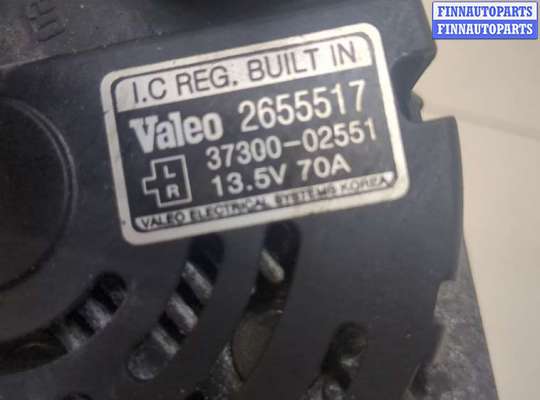 FINNAUTOPARTS
FINNAUTOPARTS
I.C REG. BUILT IN
Valeo 2655517
37300-02551
L
R
13.5V 70A
VALEO ELECTRICAL SYSTEMS KOREA